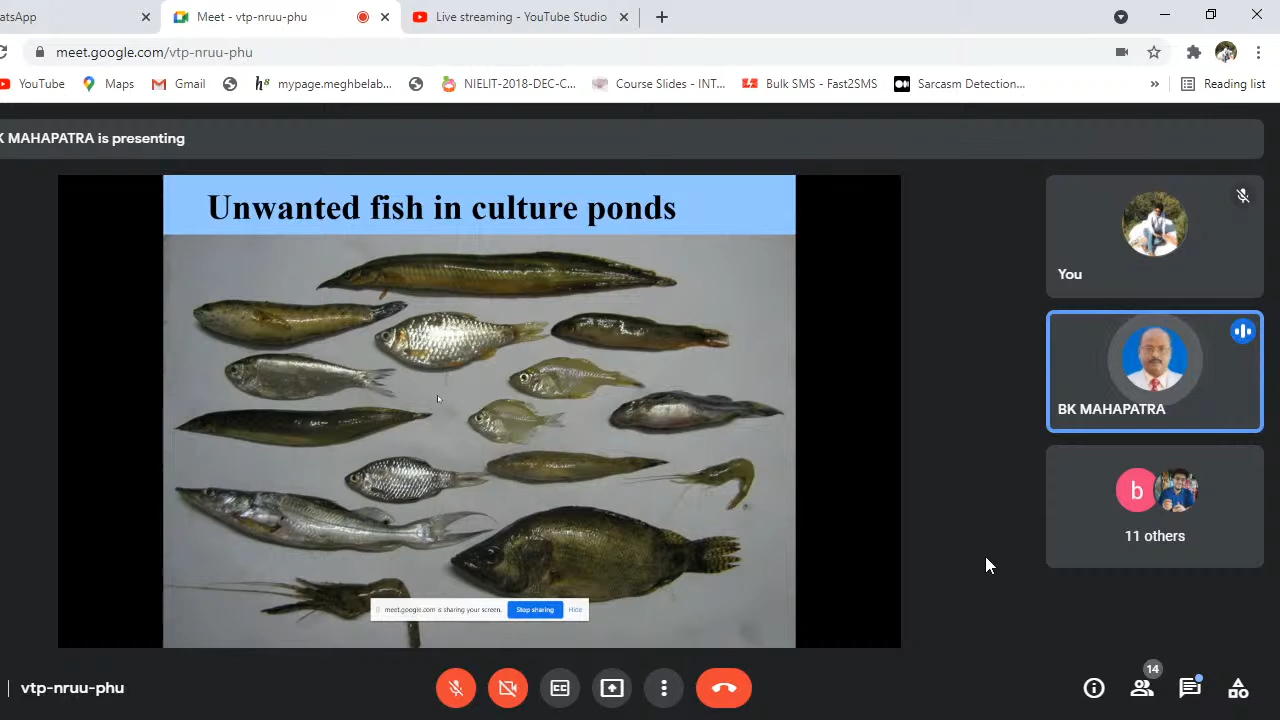 atsApp
Meet - vtp-nruu-phu
Live streaming - YouTube Studio
meet.google.com/vtp-nruu-phu
YouTube
Maps
Gmail
mypage.meghbelab...
NIELIT-2018-DEC-C...
Course Slides - INT...
Bulk SMS - Fast2SMS
Sarcasm Detection...
Reading list
K MAHAPATRA is presenting
Unwanted fish in culture ponds
You
BK MAHAPATRA
b
11 others
meet.google.com is sharing your screen.
Stop sharing
Hide
vtp-nruu-phu
14